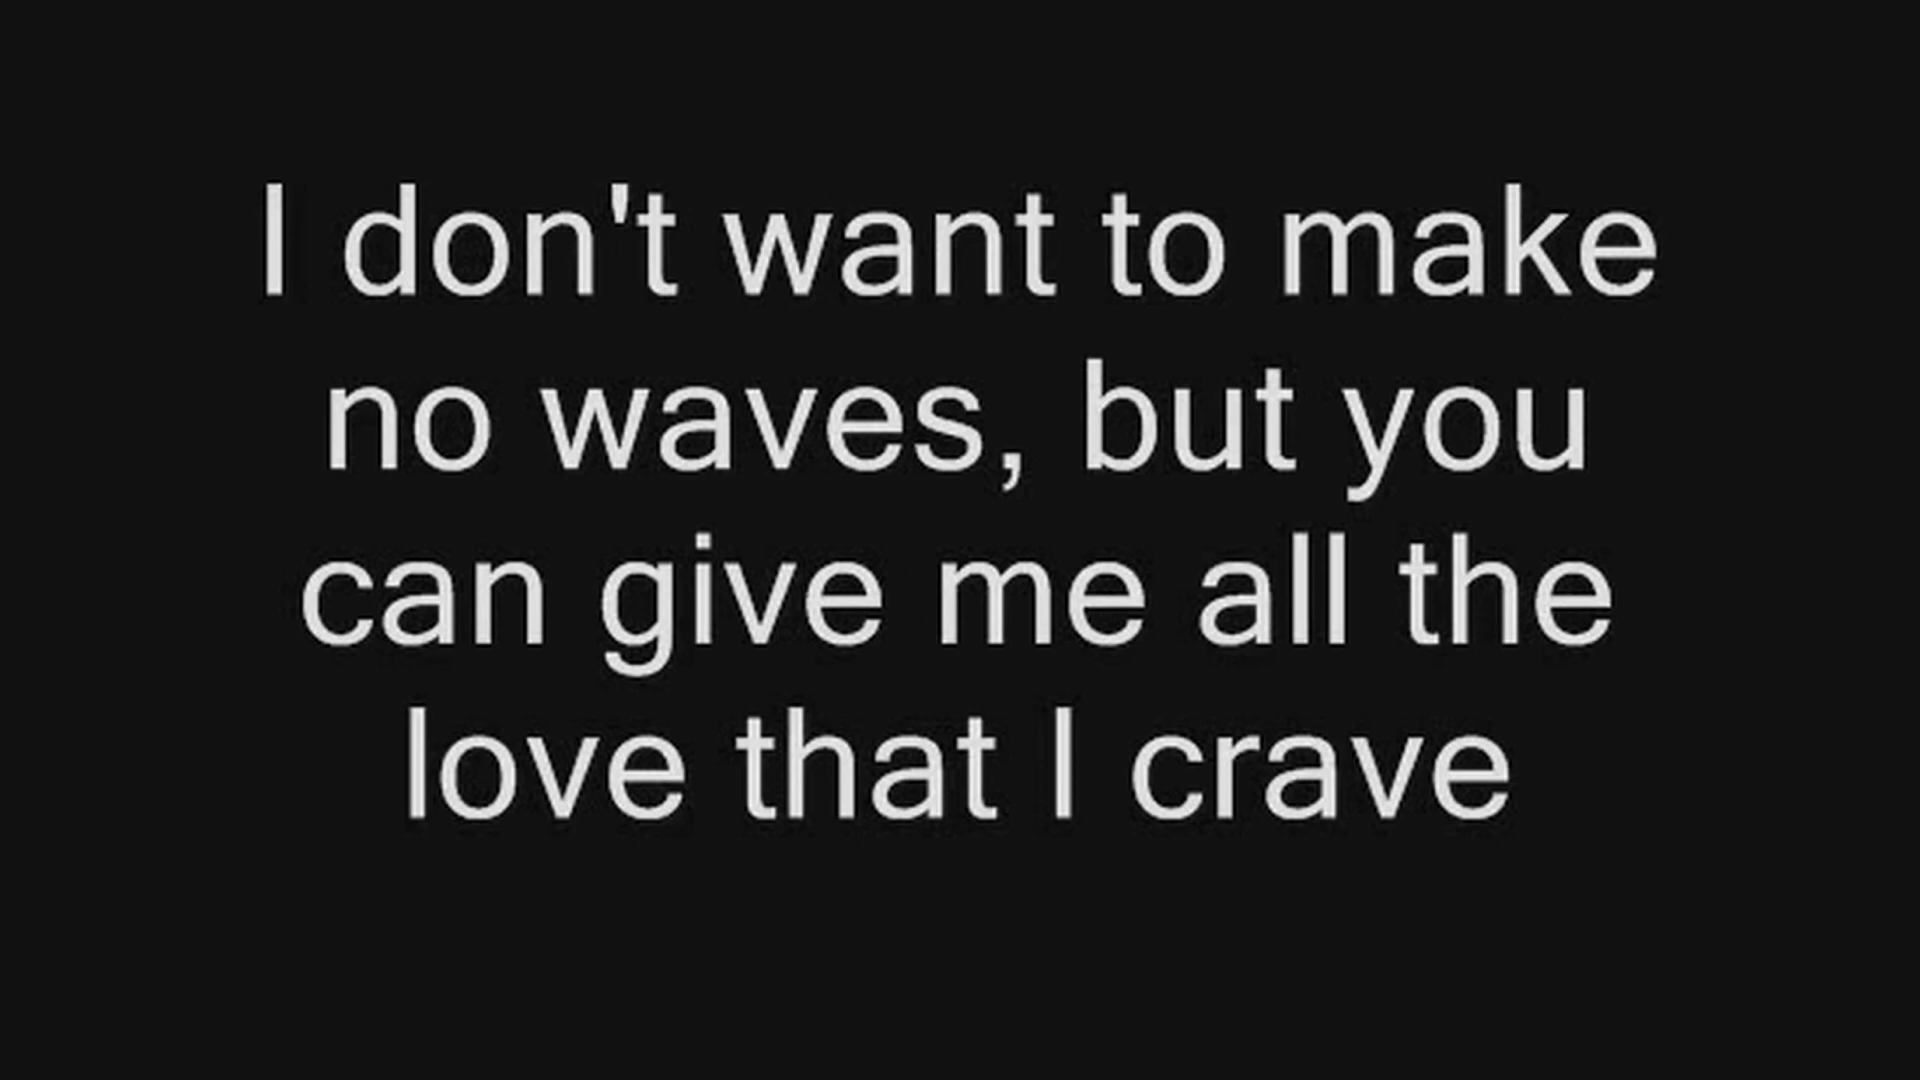 I don't want to make
no waves, but you
can give me all the
love that I crave